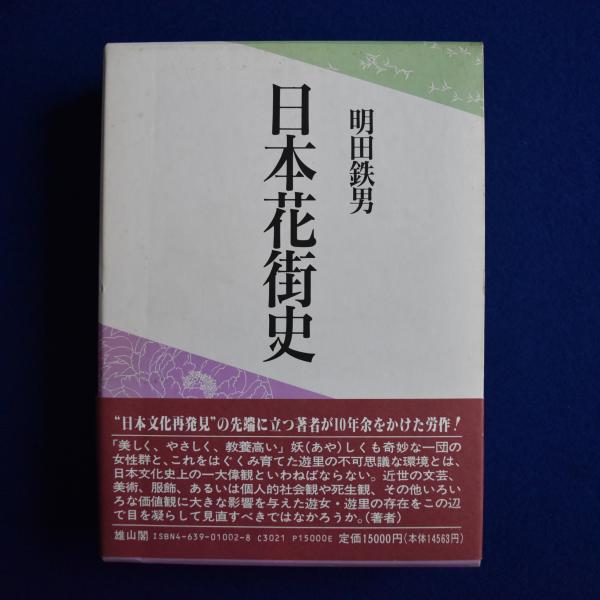 明田鉄男
日本花街史
“日本文化再発見”の先端に立つ著者が10年余をかけた労作！
「美しく、やさしく、教養高い」妖(あや)しくも奇妙な一団の
女性群と、これをはぐくみ育てた遊里の不可思議な環境とは、
日本文化史上の一大偉観といわねばならない。近世の文芸、
美術、服飾、あるいは個人的社会観や死生観、その他いろい
ろな価値観に大きな影響を与えた遊女・遊里の存在をこの辺
で目を凝らして見直すべきではなかろうか。(著者)
雄山閣 ISBN4-639-01002-8 C3021 P15000E 定価15000円(本体14563円)